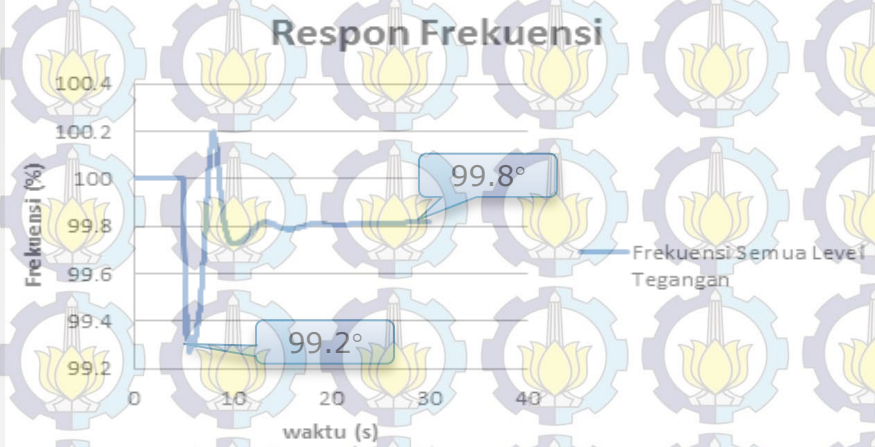 Respon Frekuensi
Frekuensi (%)
100.4
100.2
100
99.8
99.6
99.4
99.2
99.8°
99.2°
0 10 20 30 40
waktu (s)
Frekuensi Semua Level
Tegangan